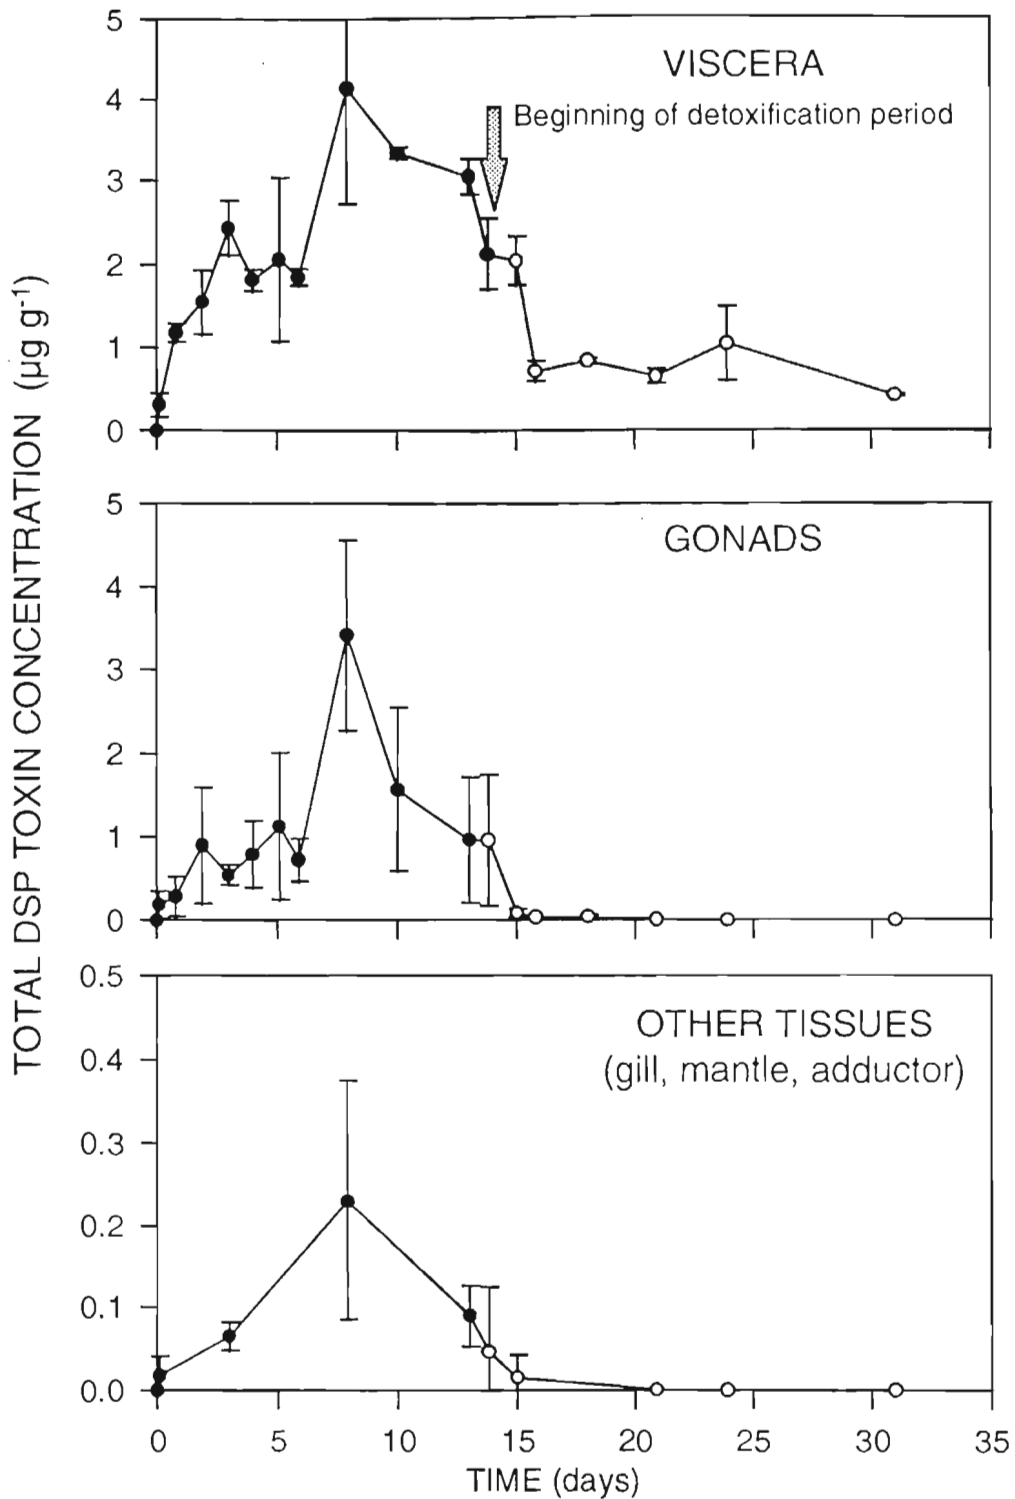 TOTAL DSP TOXIN CONCENTRATION (µg g⁻¹)
5
VISCERA
4
Beginning of detoxification period
3
2
1
0
5
GONADS
4
3
2
1
0
0.5
OTHER TISSUES
0.4
(gill, mantle, adductor)
0.3
0.2
0.1
0.0
0 5 10 15 20 25 30 35
TIME (days)